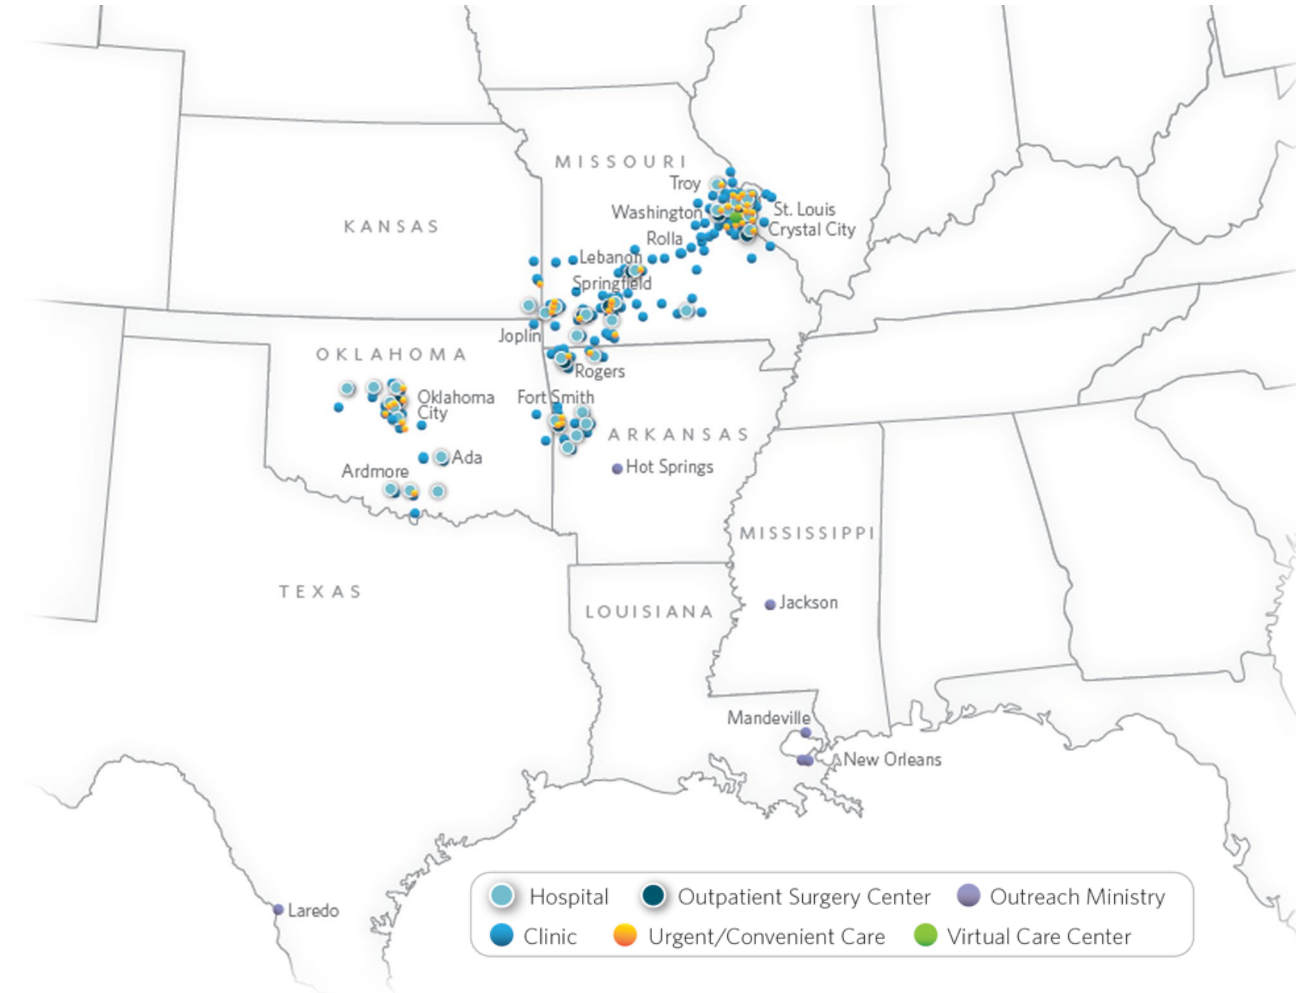 MISSOURI
Troy
Washington
St. Louis
Crystal City
Rolla
KANSAS
Lebanon
Springfield
Joplin
OKLAHOMA
Rogers
Oklahoma
City
Fort Smith
ARKANSAS
Ada
Ardmore
Hot Springs
MISSISSIPPI
TEXAS
Jackson
LOUISIANA
Mandeville
New Orleans
Laredo
Hospital
Outpatient Surgery Center
Outreach Ministry
Clinic
Urgent/Convenient Care
Virtual Care Center